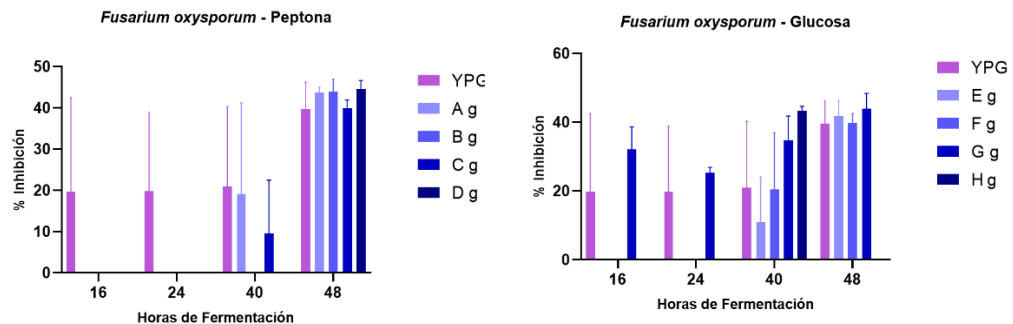 Fusarium oxysporum - Peptona
% Inhibición
50
40
30
20
10
0
16 24 40 48
Horas de Fermentación
YPG
A g
B g
C g
D g
Fusarium oxysporum - Glucosa
% Inhibición
60
40
20
0
16 24 40 48
Horas de Fermentación
YPG
E g
F g
G g
H g